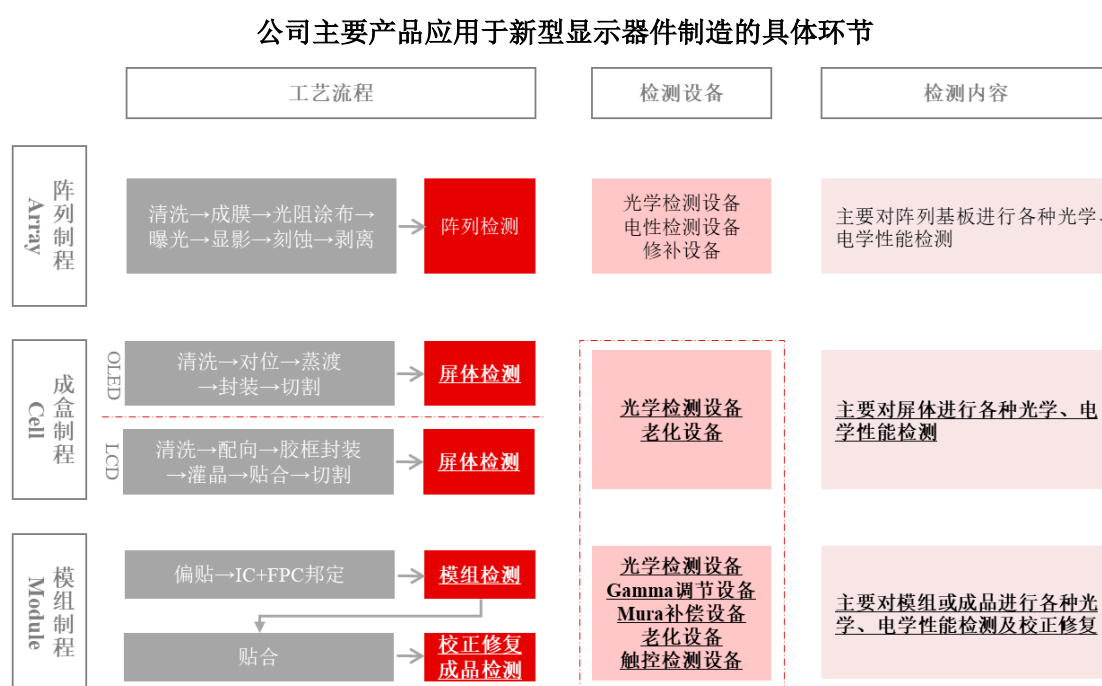 公司主要产品应用于新型显示器件制造的具体环节
工艺流程
检测设备
检测内容
阵列制程
Array
清洗→成膜→光阻涂布→
曝光→显影→刻蚀→剥离
阵列检测
光学检测设备
电性检测设备
修补设备
主要对阵列基板进行各种光学、
电学性能检测
成盒制程
Cell
OLED
清洗→对位→蒸渡
→封装→切割
屏体检测
LCD
清洗→配向→胶框封装
→灌晶→贴合→切割
屏体检测
光学检测设备
老化设备
主要对屏体进行各种光学、电
学性能检测
模组制程
Module
偏贴→IC+FPC邦定
模组检测
贴合
校正修复
成品检测
光学检测设备
Gamma调节设备
Mura补偿设备
老化设备
触控检测设备
主要对模组或成品进行各种光
学、电学性能检测及校正修复